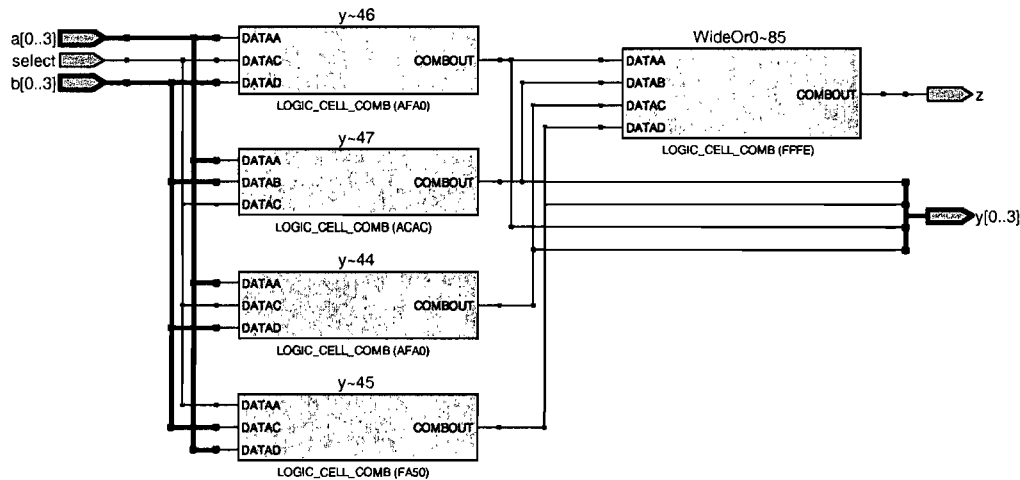 y~46
a[0..3]
select
b[0..3]
DATAA
DATAC
DATAD
COMBOUT
LOGIC_CELL_COMB (AFA0)
WideOr0~85
DATAA
DATAB
DATAC
DATAD
COMBOUT
LOGIC_CELL_COMB (FFFE)
z
y~47
DATAA
DATAB
DATAC
COMBOUT
LOGIC_CELL_COMB (ACAC)
y[0..3]
y~44
DATAA
DATAC
DATAD
COMBOUT
LOGIC_CELL_COMB (AFA0)
y~45
DATAA
DATAC
DATAD
COMBOUT
LOGIC_CELL_COMB (FA50)